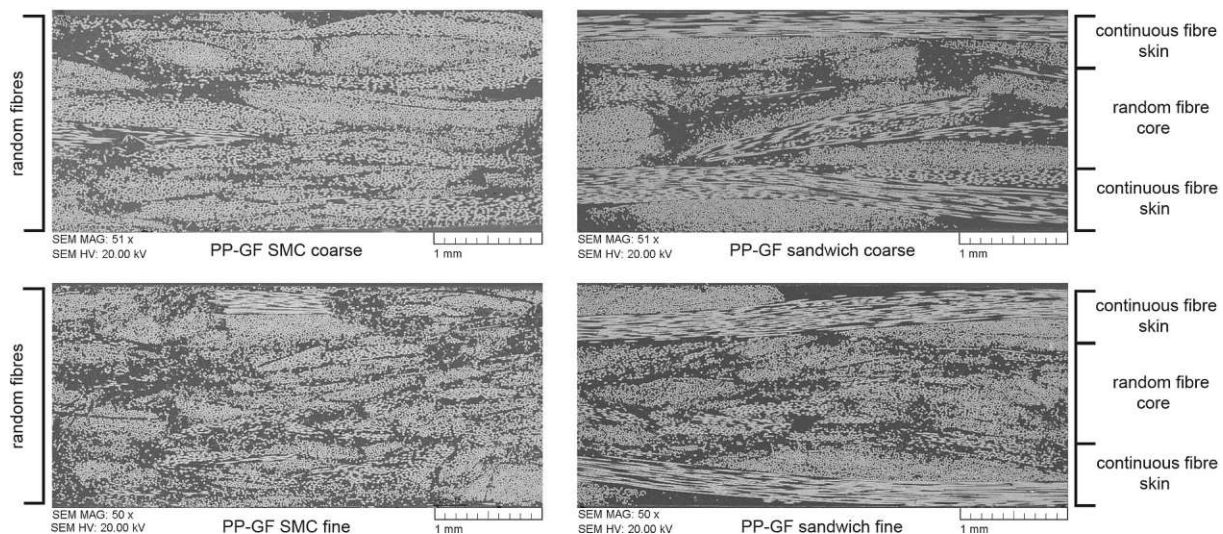 random fibres
SEM MAG: 51 x
SEM HV: 20.00 kV
PP-GF SMC coarse
1 mm
SEM MAG: 51 x
SEM HV: 20.00 kV
PP-GF sandwich coarse
1 mm
continuous fibre
skin
random fibre
core
continuous fibre
skin
random fibres
SEM MAG: 50 x
SEM HV: 20.00 kV
PP-GF SMC fine
1 mm
SEM MAG: 50 x
SEM HV: 20.00 kV
PP-GF sandwich fine
1 mm
continuous fibre
skin
random fibre
core
continuous fibre
skin